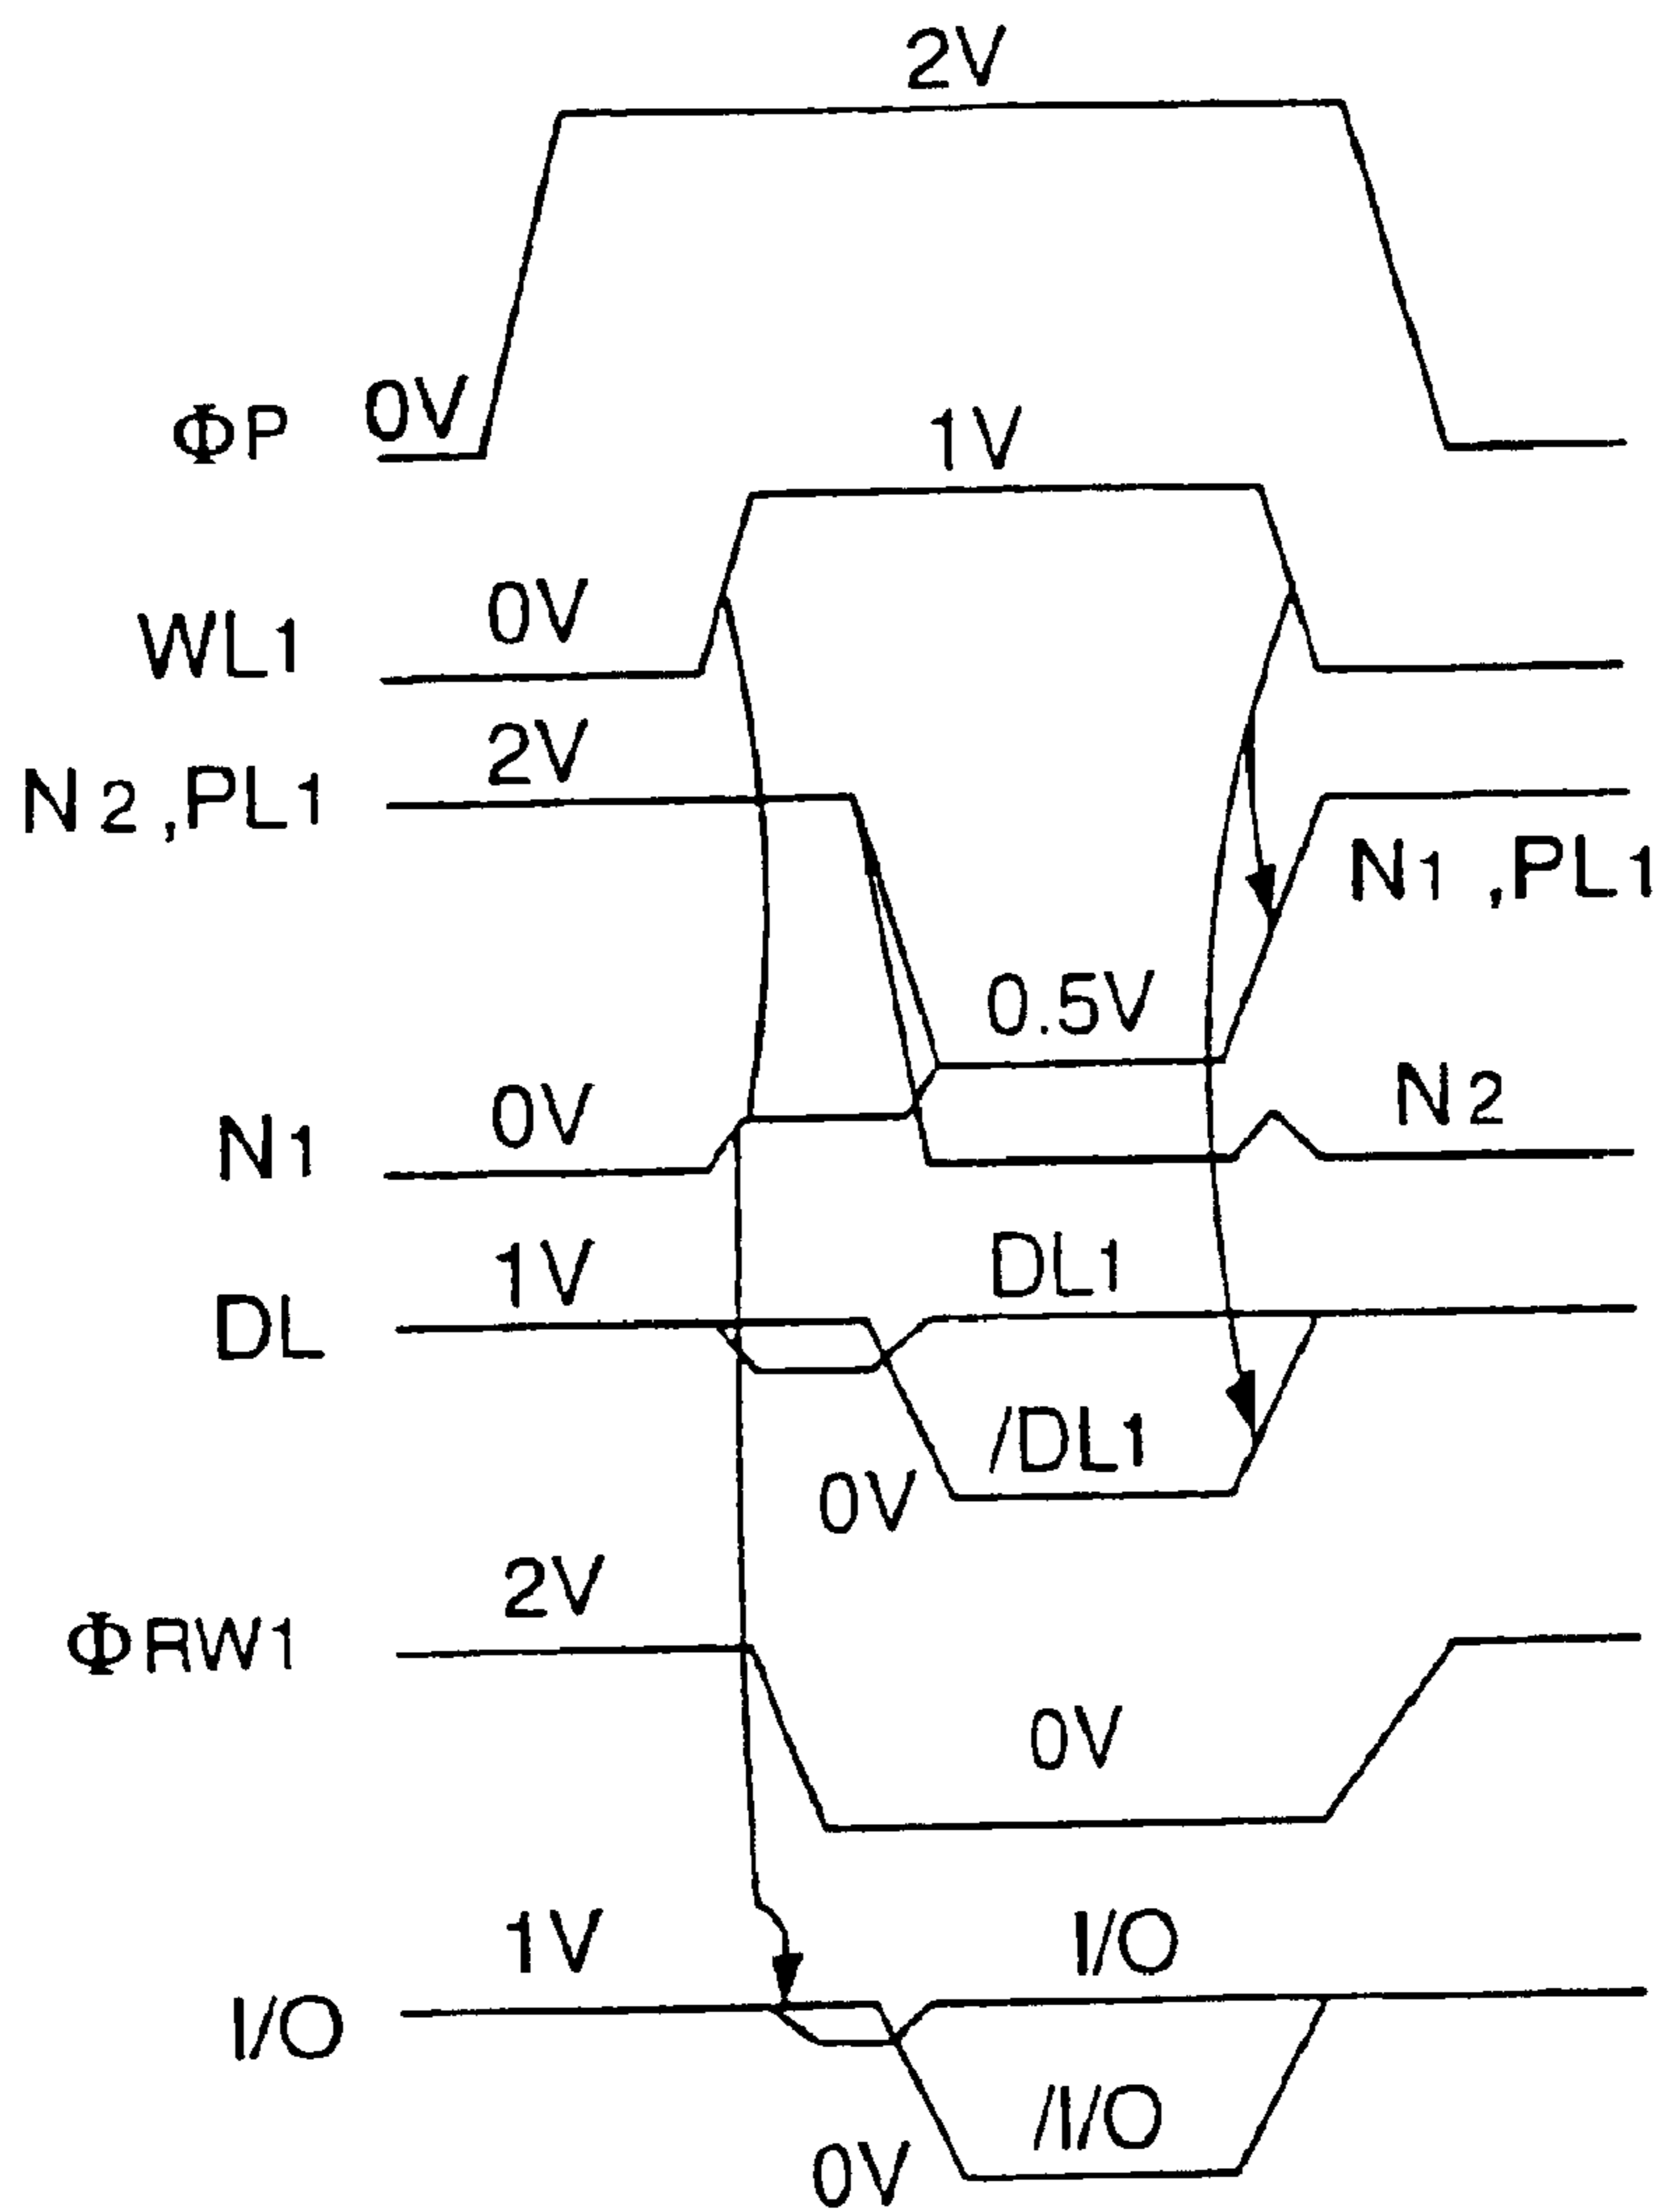 2V
ΦP 0V
1V
WL1 0V
N2,PL1 2V
N1,PL1
0.5V
N1 0V
N2
DL 1V DL1
/DL1
0V
ΦRW1 2V
0V
I/O 1V I/O
/I/O
0V